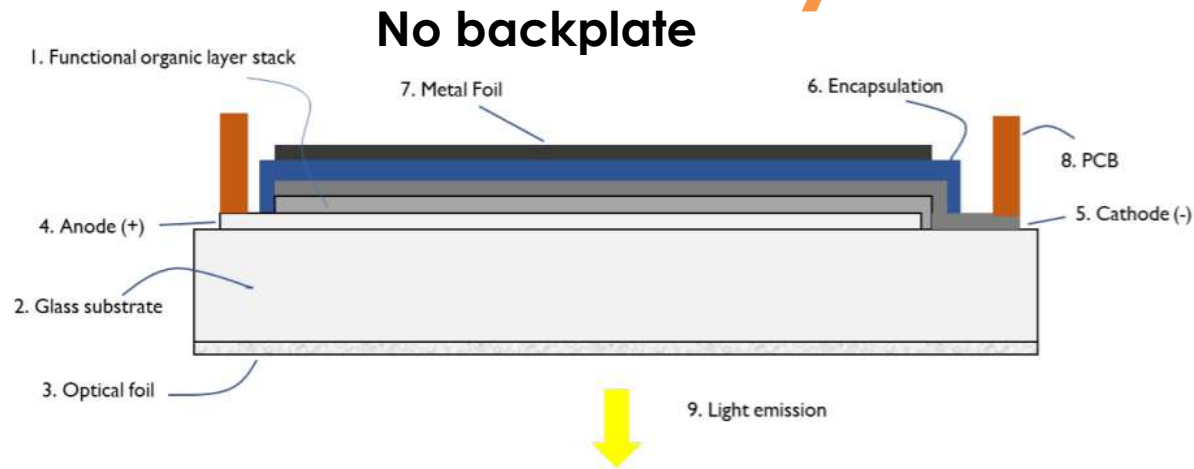 No backplate
1. Functional organic layer stack
7. Metal Foil
6. Encapsulation
8. PCB
4. Anode (+)
5. Cathode (-)
2. Glass substrate
3. Optical foil
9. Light emission